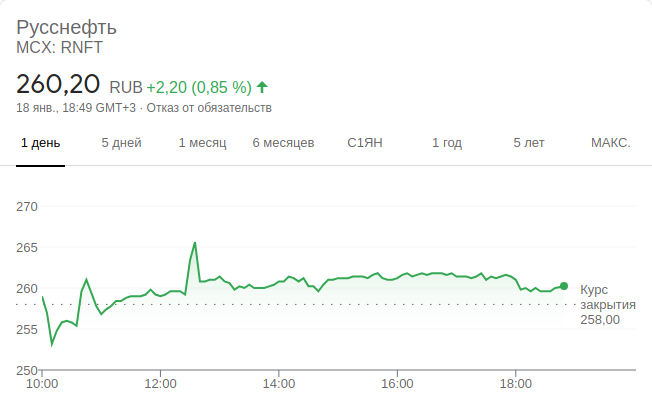 Русснефть
MCX: RNFT
260,20 RUB +2,20 (0,85 %)
18 янв., 18:49 GMT+3 · Отказ от обязательств
1 день 5 дней 1 месяц 6 месяцев С1ЯН 1 год 5 лет МАКС.
270
265
260
255
250
Курс
закрытия
258,00
10:00 12:00 14:00 16:00 18:00